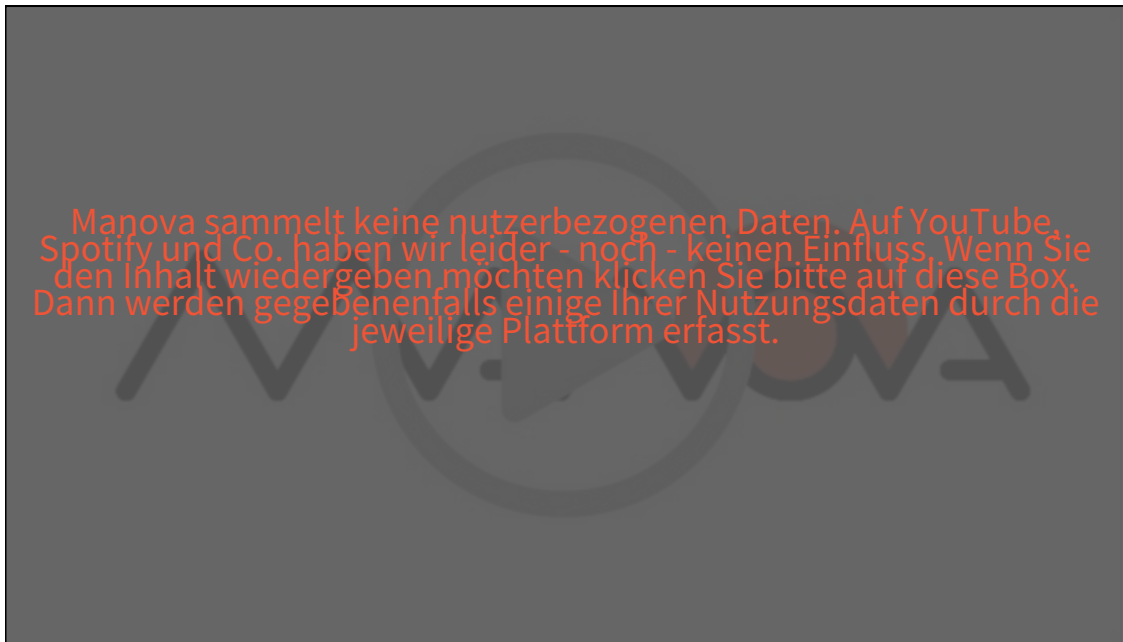 Manova sammelt keine nutzerbezogenen Daten. Auf YouTube,
Spotify und Co. haben wir leider - noch - keinen Einfluss. Wenn Sie
den Inhalt wiedergeben möchten klicken Sie bitte auf diese Box.
Dann werden gegebenenfalls einige Ihrer Nutzungsdaten durch die
jeweilige Plattform erfasst.
MANOVA